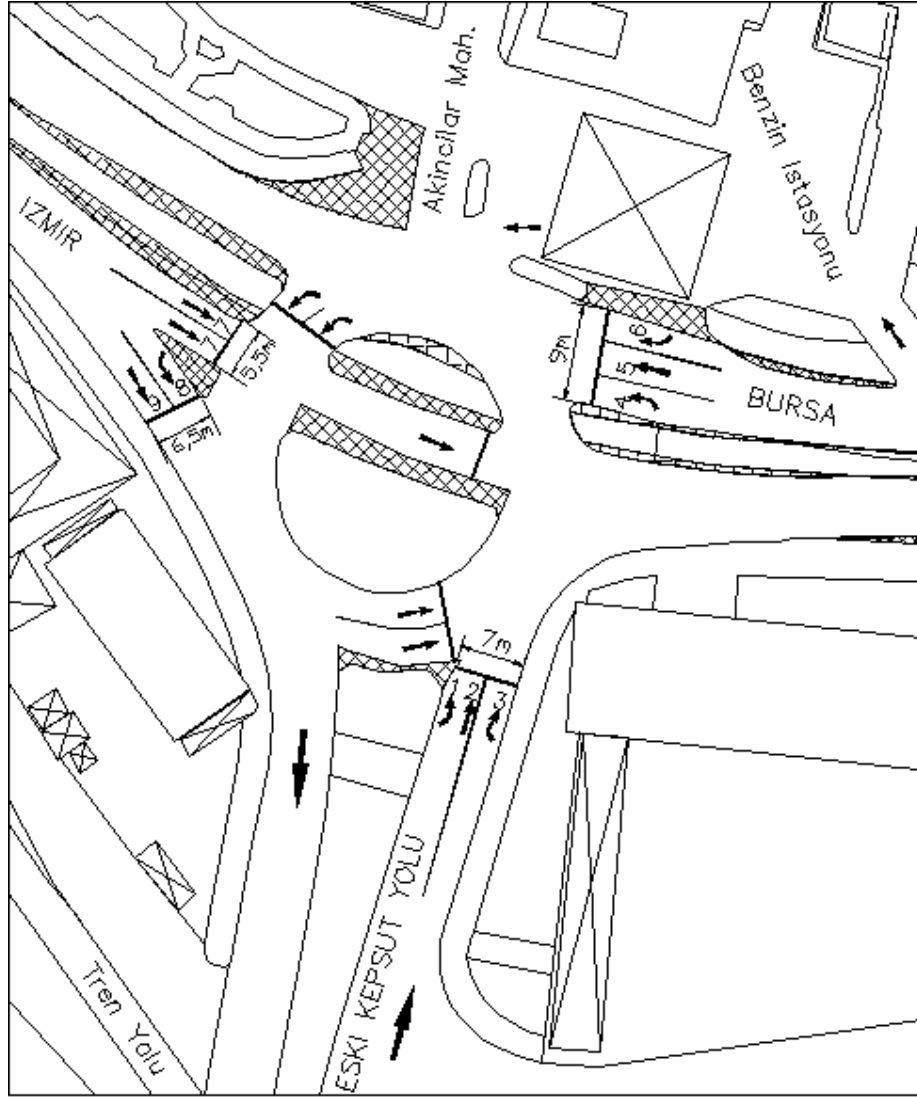 Akincilar Mah.
Benzin Istasyonu
IZMIR
7
7
5,5m
8
9
6,5m
9m
6
5
4
BURSA
7m
1
2
3
ESKI KEPSUT YOLU
Tren Yolu